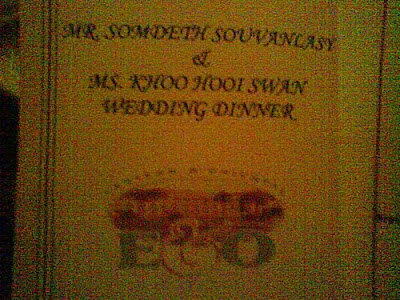 MR. SOMDETH SOUVANLASY
&
MS. KHOO HOOI SWAN
WEDDING DINNER
E&O